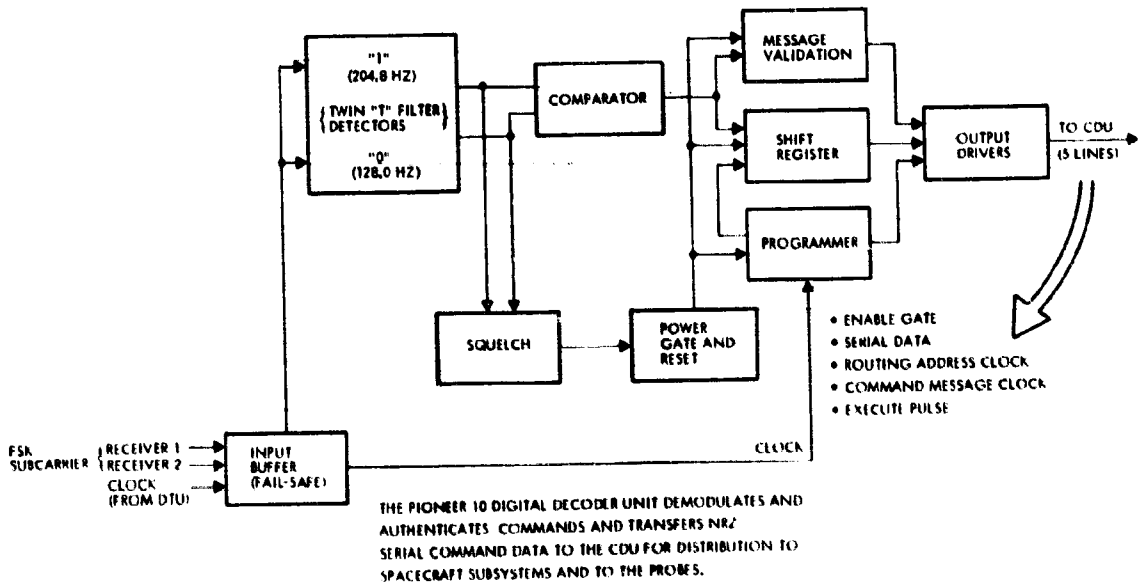 "1"
(204.8 HZ)
{TWIN "T" FILTER}
DETECTORS
"0"
(128.0 HZ)
COMPARATOR
MESSAGE
VALIDATION
SHIFT
REGISTER
PROGRAMMER
OUTPUT
DRIVERS
TO CDU
(5 LINES)
SQUELCH
POWER
GATE AND
RESET
• ENABLE GATE
• SERIAL DATA
• ROUTING ADDRESS CLOCK
• COMMAND MESSAGE CLOCK
• EXECUTE PULSE
FSK
SUBCARRIER
RECEIVER 1
RECEIVER 2
CLOCK
(FROM DTU)
INPUT
BUFFER
(FAIL-SAFE)
CLOCK
THE PIONEER 10 DIGITAL DECODER UNIT DEMODULATES AND
AUTHENTICATES COMMANDS AND TRANSFERS NRZ
SERIAL COMMAND DATA TO THE CDU FOR DISTRIBUTION TO
SPACECRAFT SUBSYSTEMS AND TO THE PROBES.